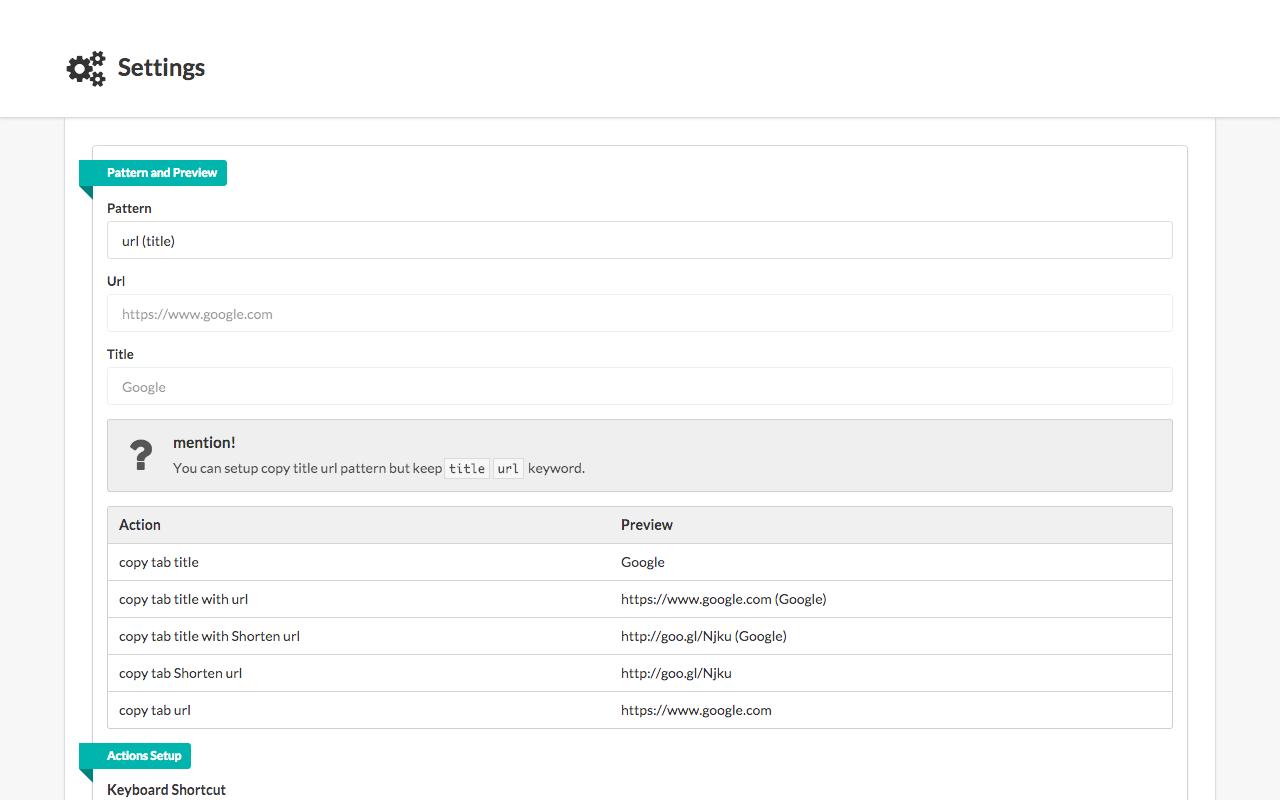 Settings
Pattern and Preview
Pattern
url (title)
Url
https://www.google.com
Title
Google
mention!
You can setup copy title url pattern but keep title url keyword.
Action Preview
copy tab title Google
copy tab title with url https://www.google.com (Google)
copy tab title with Shorten url http://goo.gl/Njku (Google)
copy tab Shorten url http://goo.gl/Njku
copy tab url https://www.google.com
Actions Setup
Keyboard Shortcut